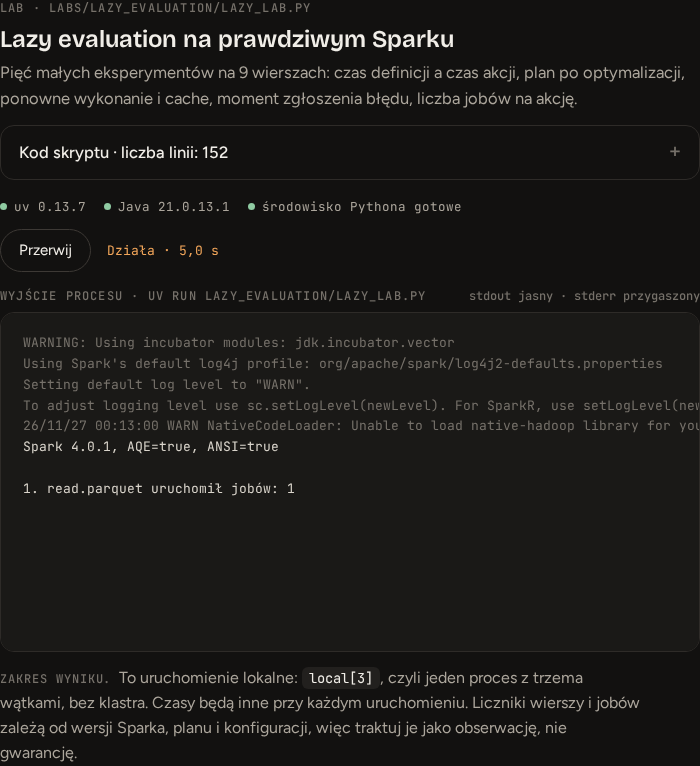 LAB · LABS/LAZY_EVALUATION/LAZY_LAB.PY
Lazy evaluation na prawdziwym Sparku
Pięć małych eksperymentów na 9 wierszach: czas definicji a czas akcji, plan po optymalizacji,
ponowne wykonanie i cache, moment zgłoszenia błędu, liczba jobów na akcję.
Kod skryptu · liczba linii: 152 +
uv 0.13.7 Java 21.0.13.1 środowisko Pythona gotowe
Przerwij Działa · 5,0 s
WYJŚCIE PROCESU · UV RUN LAZY_EVALUATION/LAZY_LAB.PY stdout jasny · stderr przygaszony
WARNING: Using incubator modules: jdk.incubator.vector
Using Spark's default log4j profile: org/apache/spark/log4j2-defaults.properties
Setting default log level to "WARN".
To adjust logging level use sc.setLogLevel(newLevel). For SparkR, use setLogLevel(new
26/11/27 00:13:00 WARN NativeCodeLoader: Unable to load native-hadoop library for you
Spark 4.0.1, AQE=true, ANSI=true
1. read.parquet uruchomił jobów: 1
ZAKRES WYNIKU. To uruchomienie lokalne: local[3], czyli jeden proces z trzema
wątkami, bez klastra. Czasy będą inne przy każdym uruchomieniu. Liczniki wierszy i jobów
zależą od wersji Sparka, planu i konfiguracji, więc traktuj je jako obserwację, nie
gwarancję.